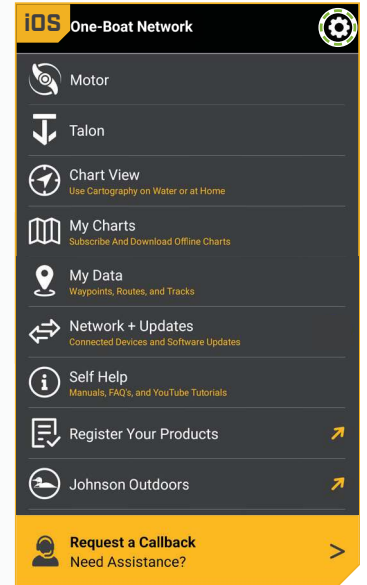 iOS One-Boat Network
Motor
Talon
Chart View
Use Cartography on Water or at Home
My Charts
Subscribe And Download Offline Charts
My Data
Waypoints, Routes, and Tracks
Network + Updates
Connected Devices and Software Updates
Self Help
Manuals, FAQ's, and YouTube Tutorials
Register Your Products
Johnson Outdoors
Request a Callback
Need Assistance?